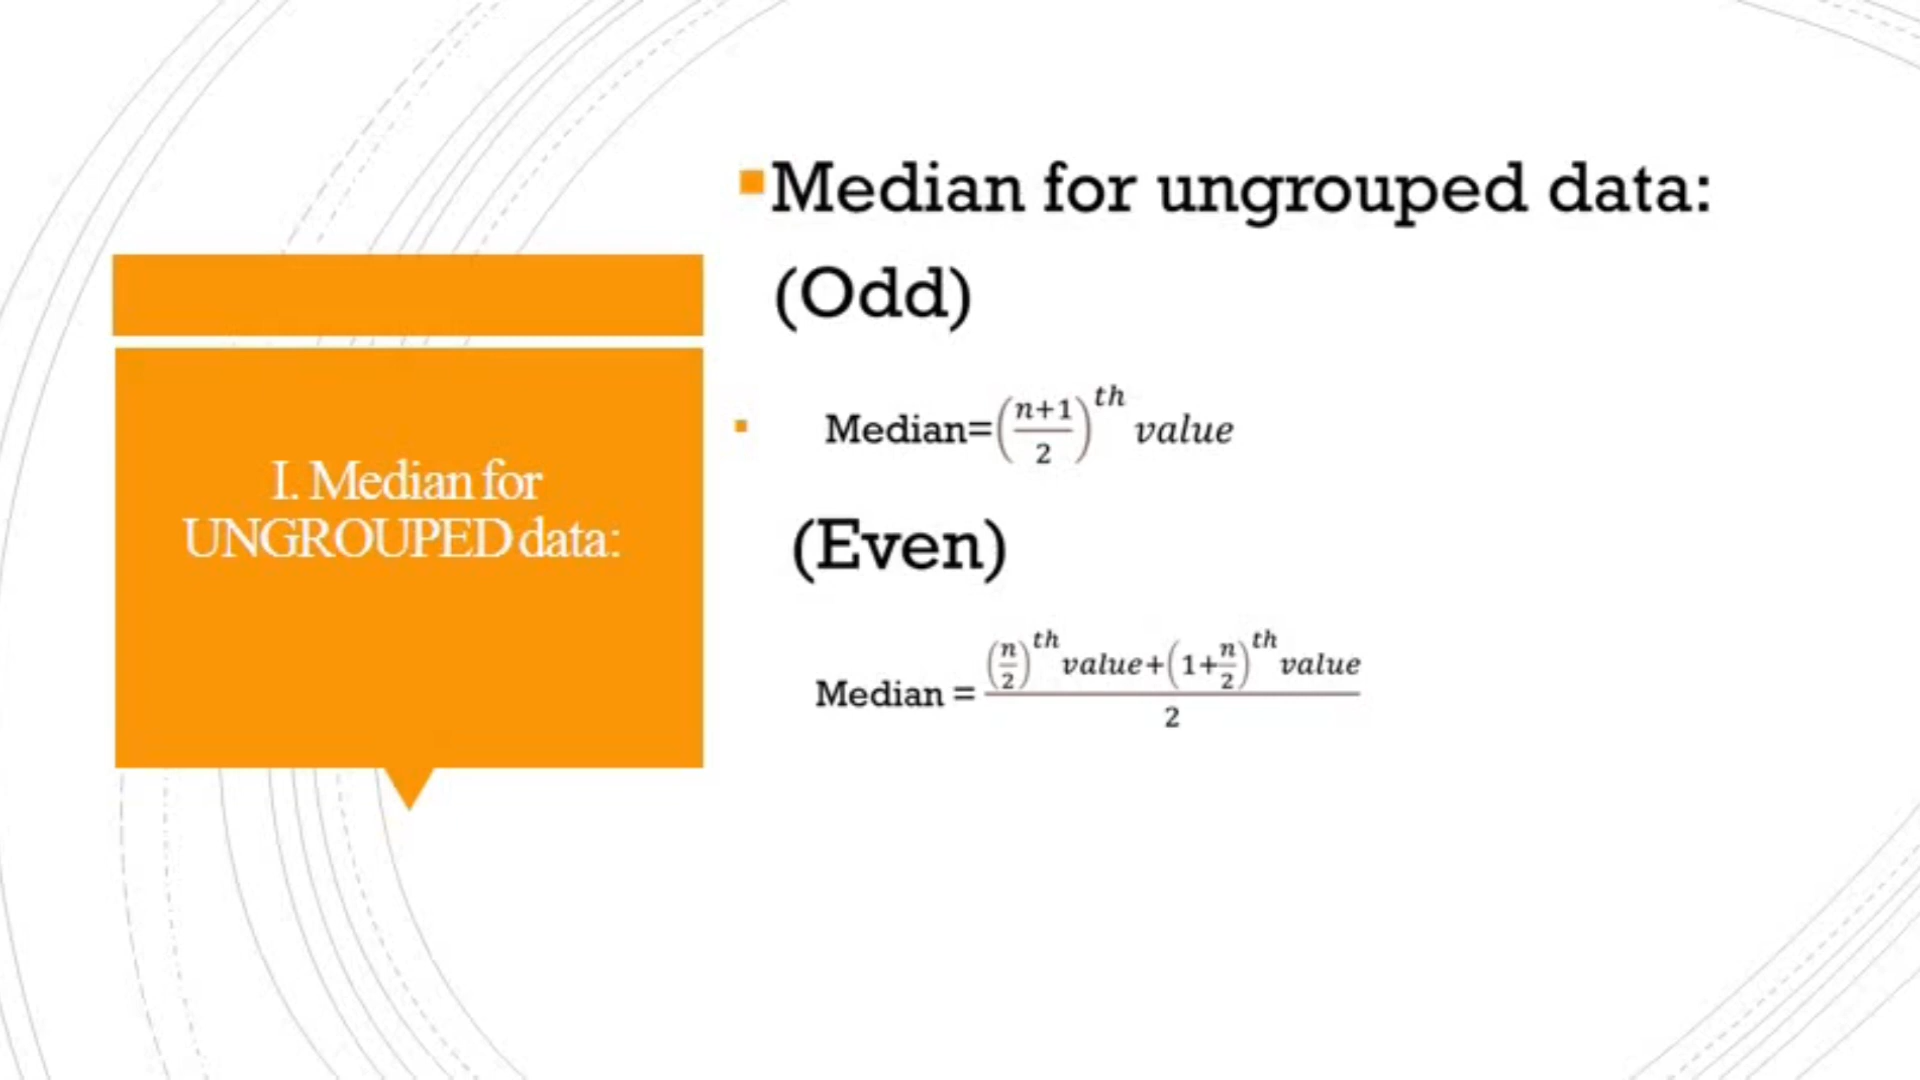 I. Median for
UNGROUPED data:
Median for ungrouped data:
(Odd)
Median=(n+1/2)^th value
(Even)
Median = ((n/2)^th value+(1+n/2)^th value)/2